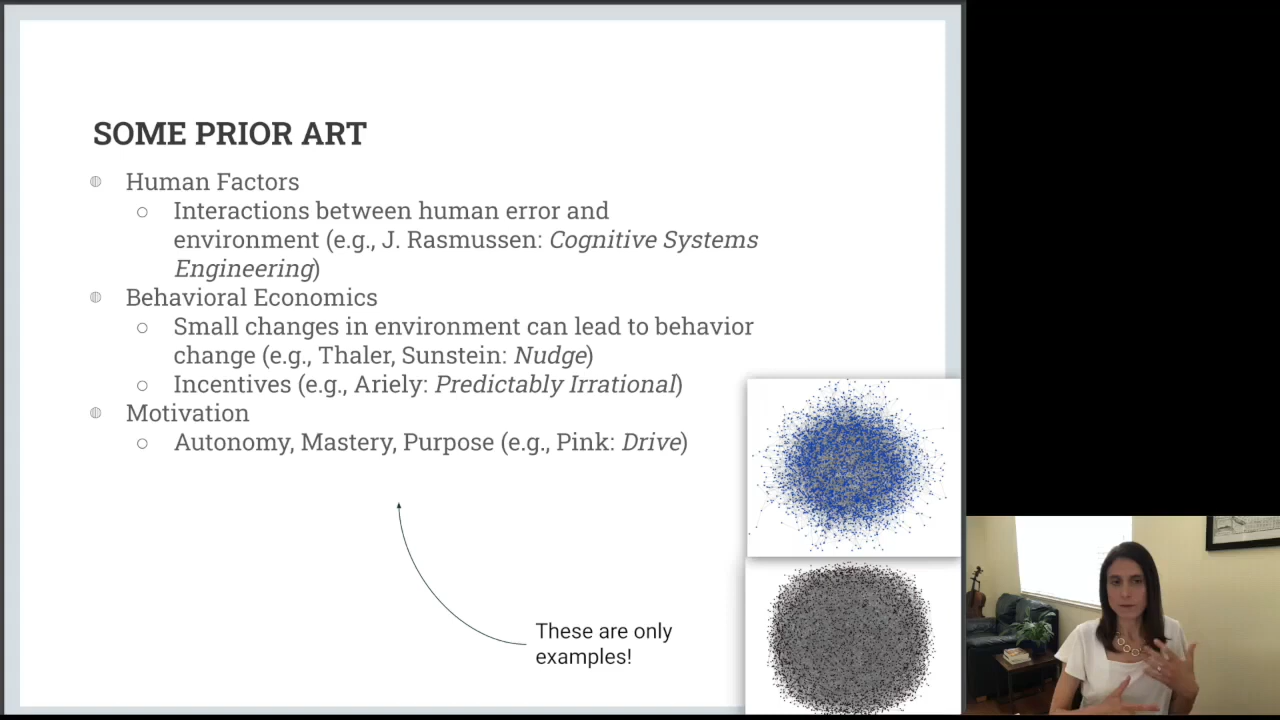 SOME PRIOR ART
Human Factors
Interactions between human error and
environment (e.g., J. Rasmussen: Cognitive Systems
Engineering)
Behavioral Economics
Small changes in environment can lead to behavior
change (e.g., Thaler, Sunstein: Nudge)
Incentives (e.g., Ariely: Predictably Irrational)
Motivation
Autonomy, Mastery, Purpose (e.g., Pink: Drive)
These are only
examples!